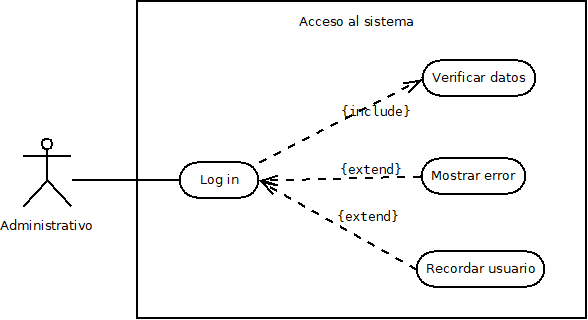 Acceso al sistema
Verificar datos
{include}
Log in
{extend}
Mostrar error
{extend}
Administrativo
Recordar usuario